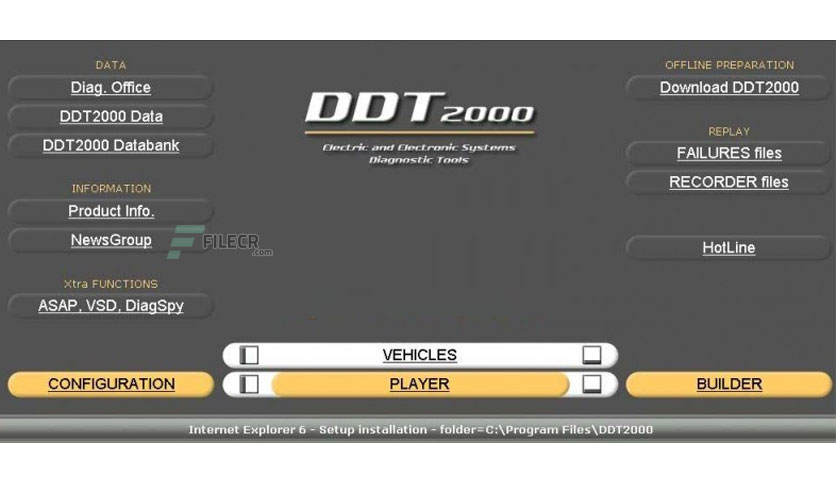 DATA
Diag. Office
DDT2000 Data
DDT2000 Databank
INFORMATION
Product Info.
NewsGroup
Xtra FUNCTIONS
ASAP, VSD, DiagSpy
DDT2000
Electric and Electronic Systems
Diagnostic Tools
FILECR
.com
OFFLINE PREPARATION
Download DDT2000
REPLAY
FAILURES files
RECORDER files
HotLine
VEHICLES
CONFIGURATION
PLAYER
BUILDER
Internet Explorer 6 - Setup installation - folder=C:\Program Files\DDT2000